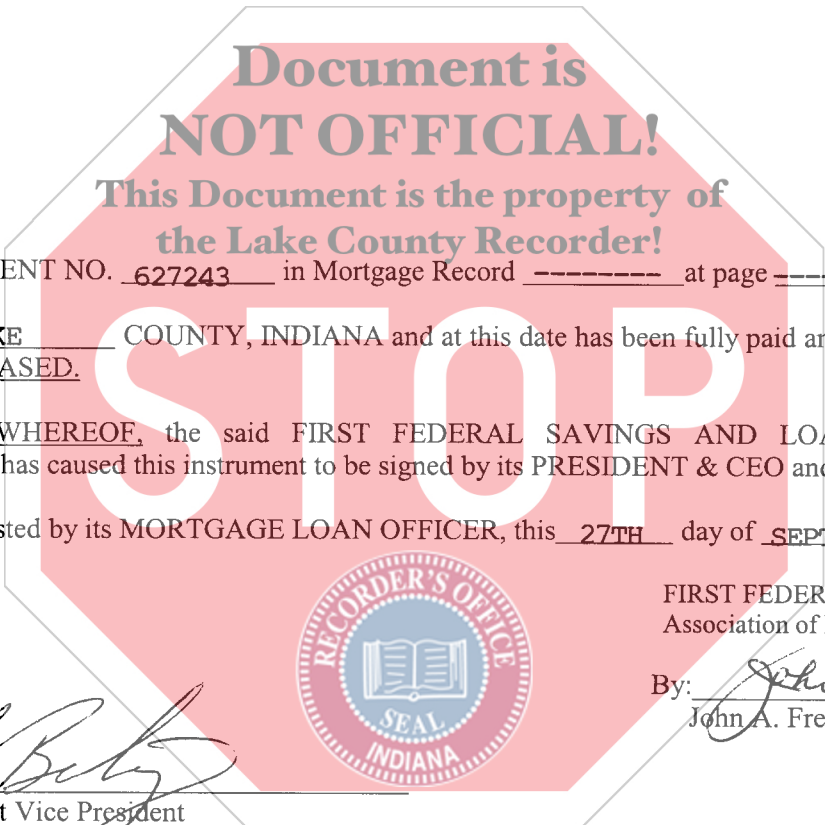 Document is
NOT OFFICIAL!
This Document is the property of
the Lake County Recorder!
ENT NO. 627243 in Mortgage Record --------- at page ----
KE COUNTY, INDIANA and at this date has been fully paid an
ASED.
STOP
WHEREOF, the said FIRST FEDERAL SAVINGS AND LOA
has caused this instrument to be signed by its PRESIDENT & CEO and
sted by its MORTGAGE LOAN OFFICER, this 27TH day of SEPT
FIRST FEDER
Association of
RECORDER'S OFFICE
SEAL
INDIANA
By: John
John A. Fre
t Vice President